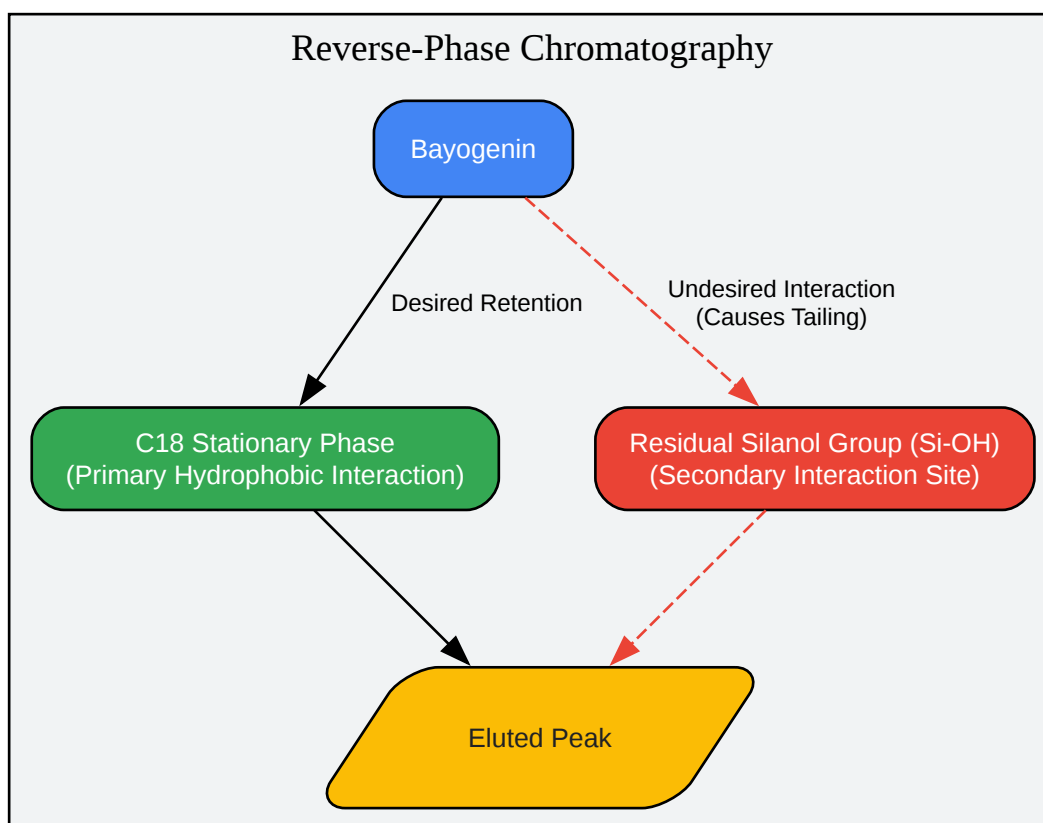 Reverse-Phase Chromatography
Bayogenin
Desired Retention
Undesired Interaction
(Causes Tailing)
C18 Stationary Phase
(Primary Hydrophobic Interaction)
Residual Silanol Group (Si-OH)
(Secondary Interaction Site)
Eluted Peak